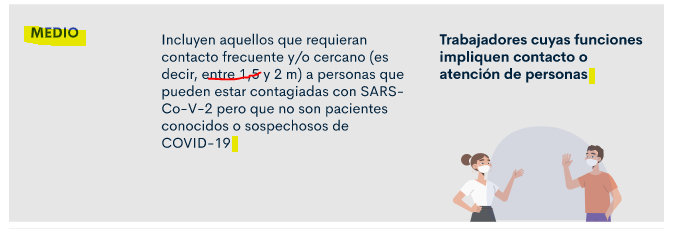 MEDIO
Incluyen aquellos que requieran
contacto frecuente y/o cercano (es
decir, entre 1,5 y 2 m) a personas que
pueden estar contagiadas con SARS-
Co-V-2 pero que no son pacientes
conocidos o sospechosos de
COVID-19
Trabajadores cuyas funciones
impliquen contacto o
atención de personas